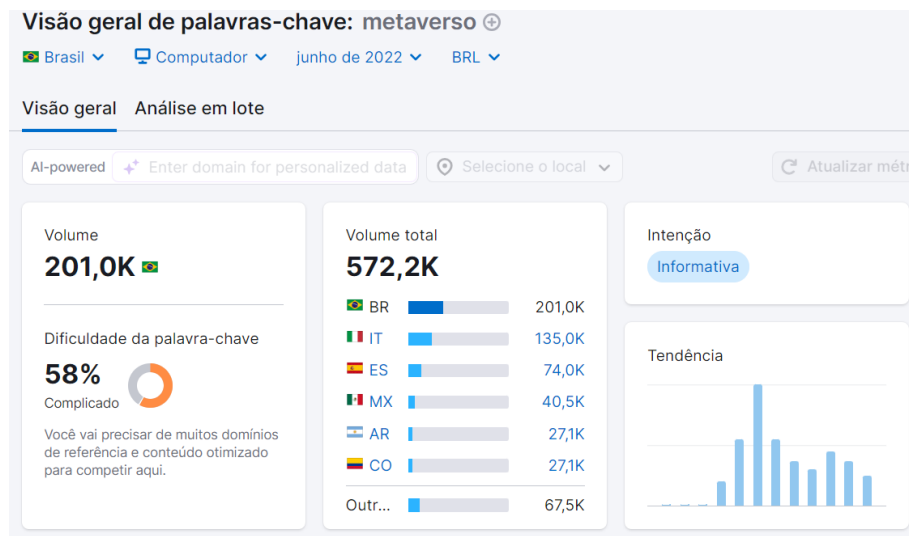 Visão geral de palavras-chave: metaverso
Brasil Computador junho de 2022 BRL
Visão geral Análise em lote
AI-powered Enter domain for personalized data Selecione o local Atualizar métr
Volume
201,0K
Dificuldade da palavra-chave
58%
Complicado
Você vai precisar de muitos domínios
de referência e conteúdo otimizado
para competir aqui.
Volume total
572,2K
BR 201,0K
IT 135,0K
ES 74,0K
MX 40,5K
AR 27,1K
CO 27,1K
Outr... 67,5K
Intenção
Informativa
Tendência